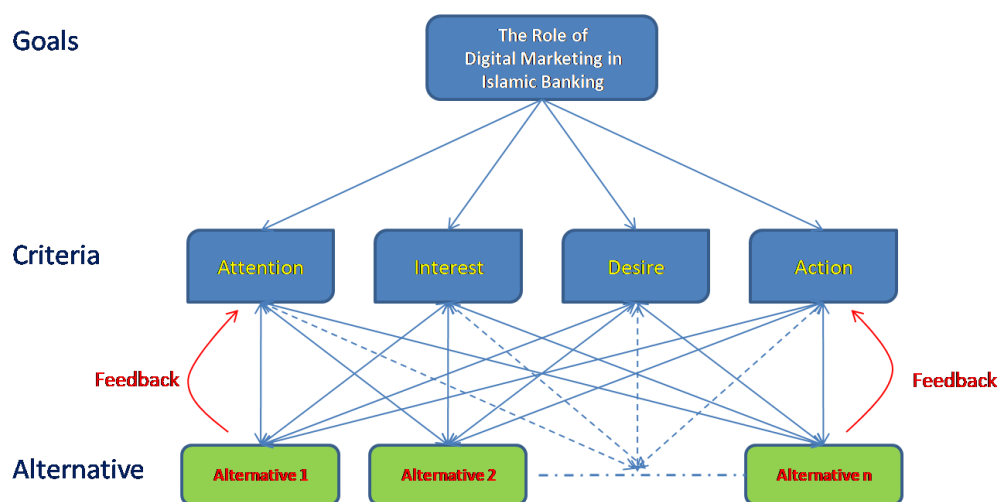 Goals
The Role of
Digital Marketing in
Islamic Banking
Criteria
Attention
Interest
Desire
Action
Feedback
Feedback
Alternative
Alternative 1
Alternative 2
Alternative n